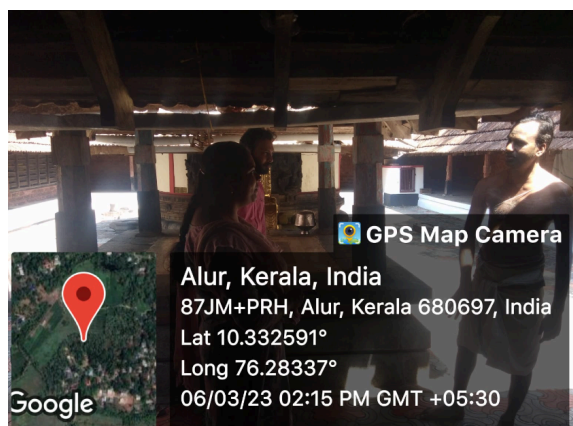 GPS Map Camera
Alur, Kerala, India
87JM+PRH, Alur, Kerala 680697, India
Lat 10.332591°
Long 76.28337°
06/03/23 02:15 PM GMT +05:30
Google